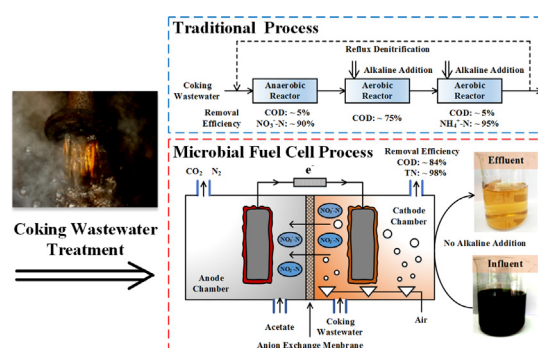 Traditional Process
Reflux Denitrification
Alkaline Addition
Alkaline Addition
Coking
Wastewater
Anaerobic
Reactor
Aerobic
Reactor
Aerobic
Reactor
Removal
Efficiency
COD: ~ 5%
NO₃⁻-N: ~ 90%
COD: ~ 75%
COD: ~ 5%
NH₄⁺-N: ~ 95%
Coking Wastewater
Treatment
Microbial Fuel Cell Process
CO₂ N₂
e⁻
Removal Efficiency
COD: ~ 84%
TN: ~ 98%
Effluent
Cathode
Chamber
NO₃⁻-N
NO₃⁻-N
NO₃⁻-N
NO₃⁻-N
NO₃⁻-N
No Alkaline Addition
Influent
Anode
Chamber
Acetate
Coking
Wastewater
Air
Anion Exchange Membrane